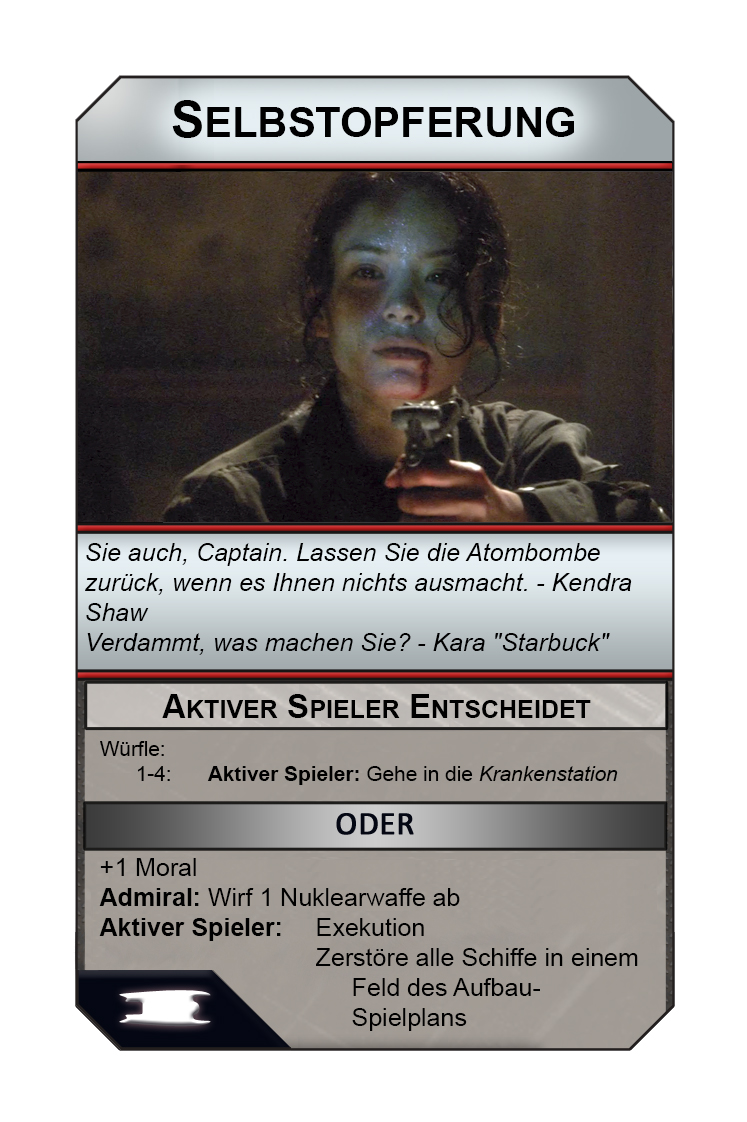 SELBSTOPFERUNG
Sie auch, Captain. Lassen Sie die Atombombe
zurück, wenn es Ihnen nichts ausmacht. - Kendra
Shaw
Verdammt, was machen Sie? - Kara "Starbuck"
AKTIVER SPIELER ENTSCHEIDET
Würfle:
1-4: Aktiver Spieler: Gehe in die Krankenstation
ODER
+1 Moral
Admiral: Wirf 1 Nuklearwaffe ab
Aktiver Spieler: Exekution
Zerstöre alle Schiffe in einem
Feld des Aufbau-
Spielplans